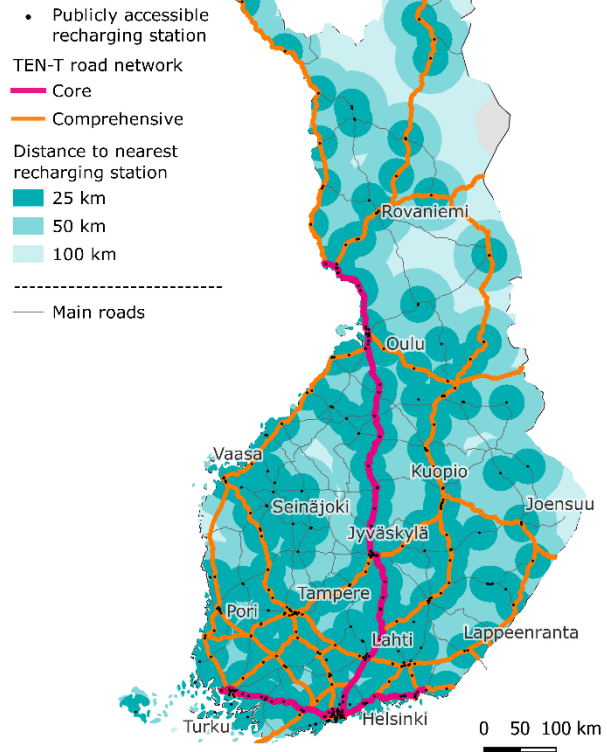 Publicly accessible
recharging station
TEN-T road network
Core
Comprehensive
Distance to nearest
recharging station
25 km
50 km
100 km
Main roads
Rovaniemi
Oulu
Vaasa
Kuopio
Seinäjoki
Joensuu
Jyväskylä
Tampere
Pori
Lahti
Lappeenranta
Turku
Helsinki
0 50 100 km